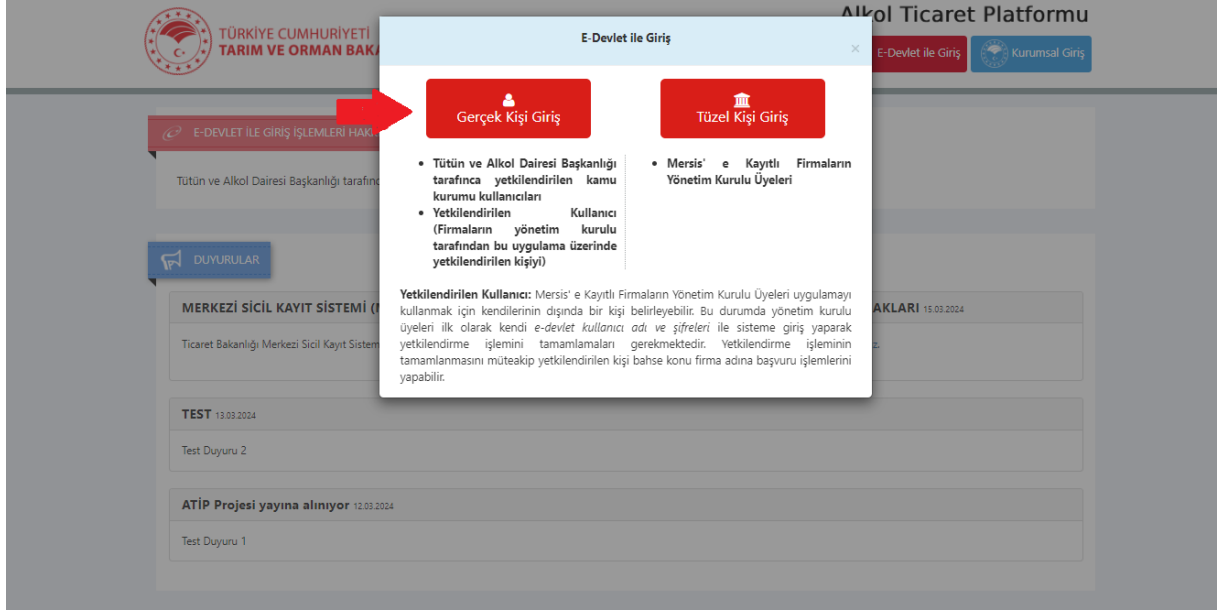 TÜRKİYE CUMHURİYETİ
TARIM VE ORMAN
Alkol Ticaret Platformu
E-Devlet ile Giriş
Kurumsal Giriş
E-Devlet ile Giriş
×
Gerçek Kişi Giriş
Tüzel Kişi Giriş
• Tütün ve Alkol Dairesi Başkanlığı
tarafınca yetkilendirilen kamu
kurumu kullanıcıları
• Yetkilendirilen Kullanıcı
(Firmaların yönetim kurulu
tarafından bu uygulama üzerinde
yetkilendirilen kişiyi)
• Mersis' e Kayıtlı Firmaların
Yönetim Kurulu Üyeleri
Yetkilendirilen Kullanıcı: Mersis' e Kayıtlı Firmaların Yönetim Kurulu Üyeleri uygulamayı
kullanmak için kendilerinin dışında bir kişi belirleyebilir. Bu durumda yönetim kurulu
üyeleri ilk olarak kendi e-devlet kullanıcı adı ve şifreleri ile sisteme giriş yaparak
yetkilendirme işlemini tamamlamaları gerekmektedir. Yetkilendirme işleminin
tamamlanmasını müteakip yetkilendirilen kişi bahse konu firma adına başvuru işlemlerini
yapabilir.
E-DEVLET İLE GİRİŞ İŞLEMLERİ
Tütün ve Alkol Dairesi Başkanlığı
DUYURULAR
MERKEZİ SİCİL KAYIT SİSTEMİ
15.03.2024
Ticaret Bakanlığı Merkezi Sicil Kayıt
TEST 13.03.2024
Test Duyuru 2
ATİP Projesi yayına alınıyor 12.03.2024
Test Duyuru 1